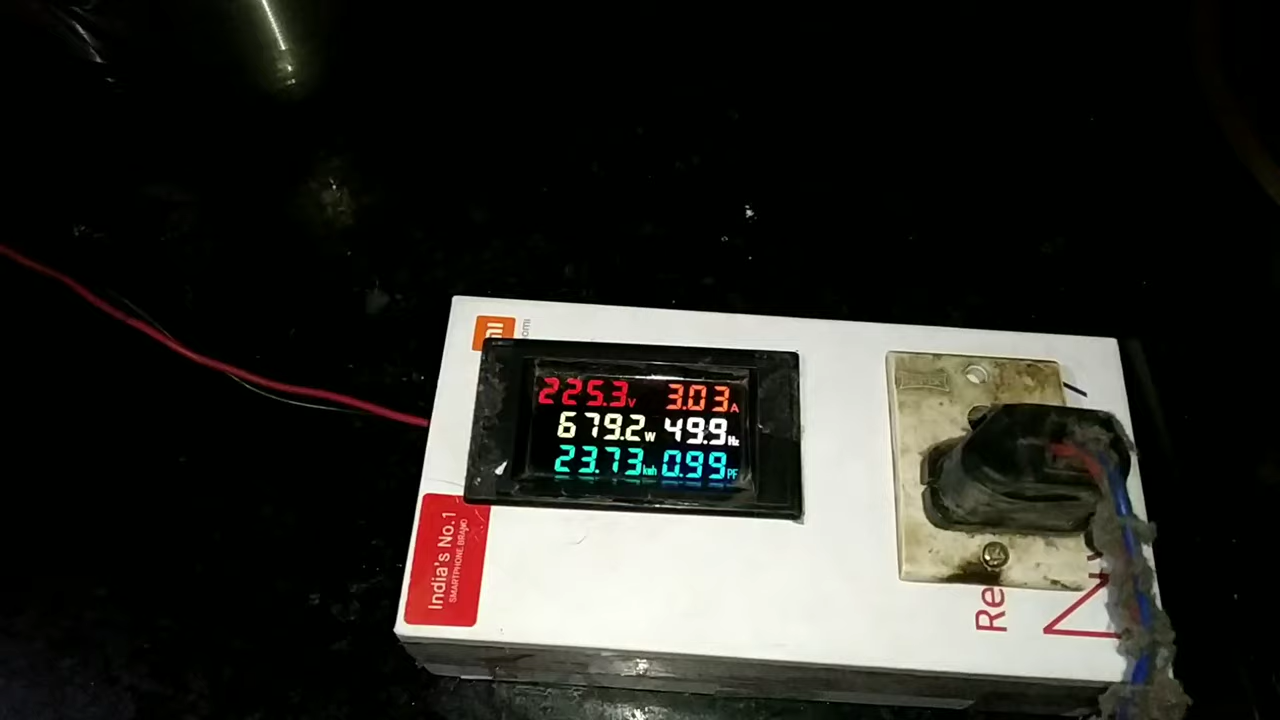 mi
225.3V 3.03A
679.2W 49.9Hz
23.73kwh 0.99PF
India's No.1
SMARTPHONE BRAND
Re
N